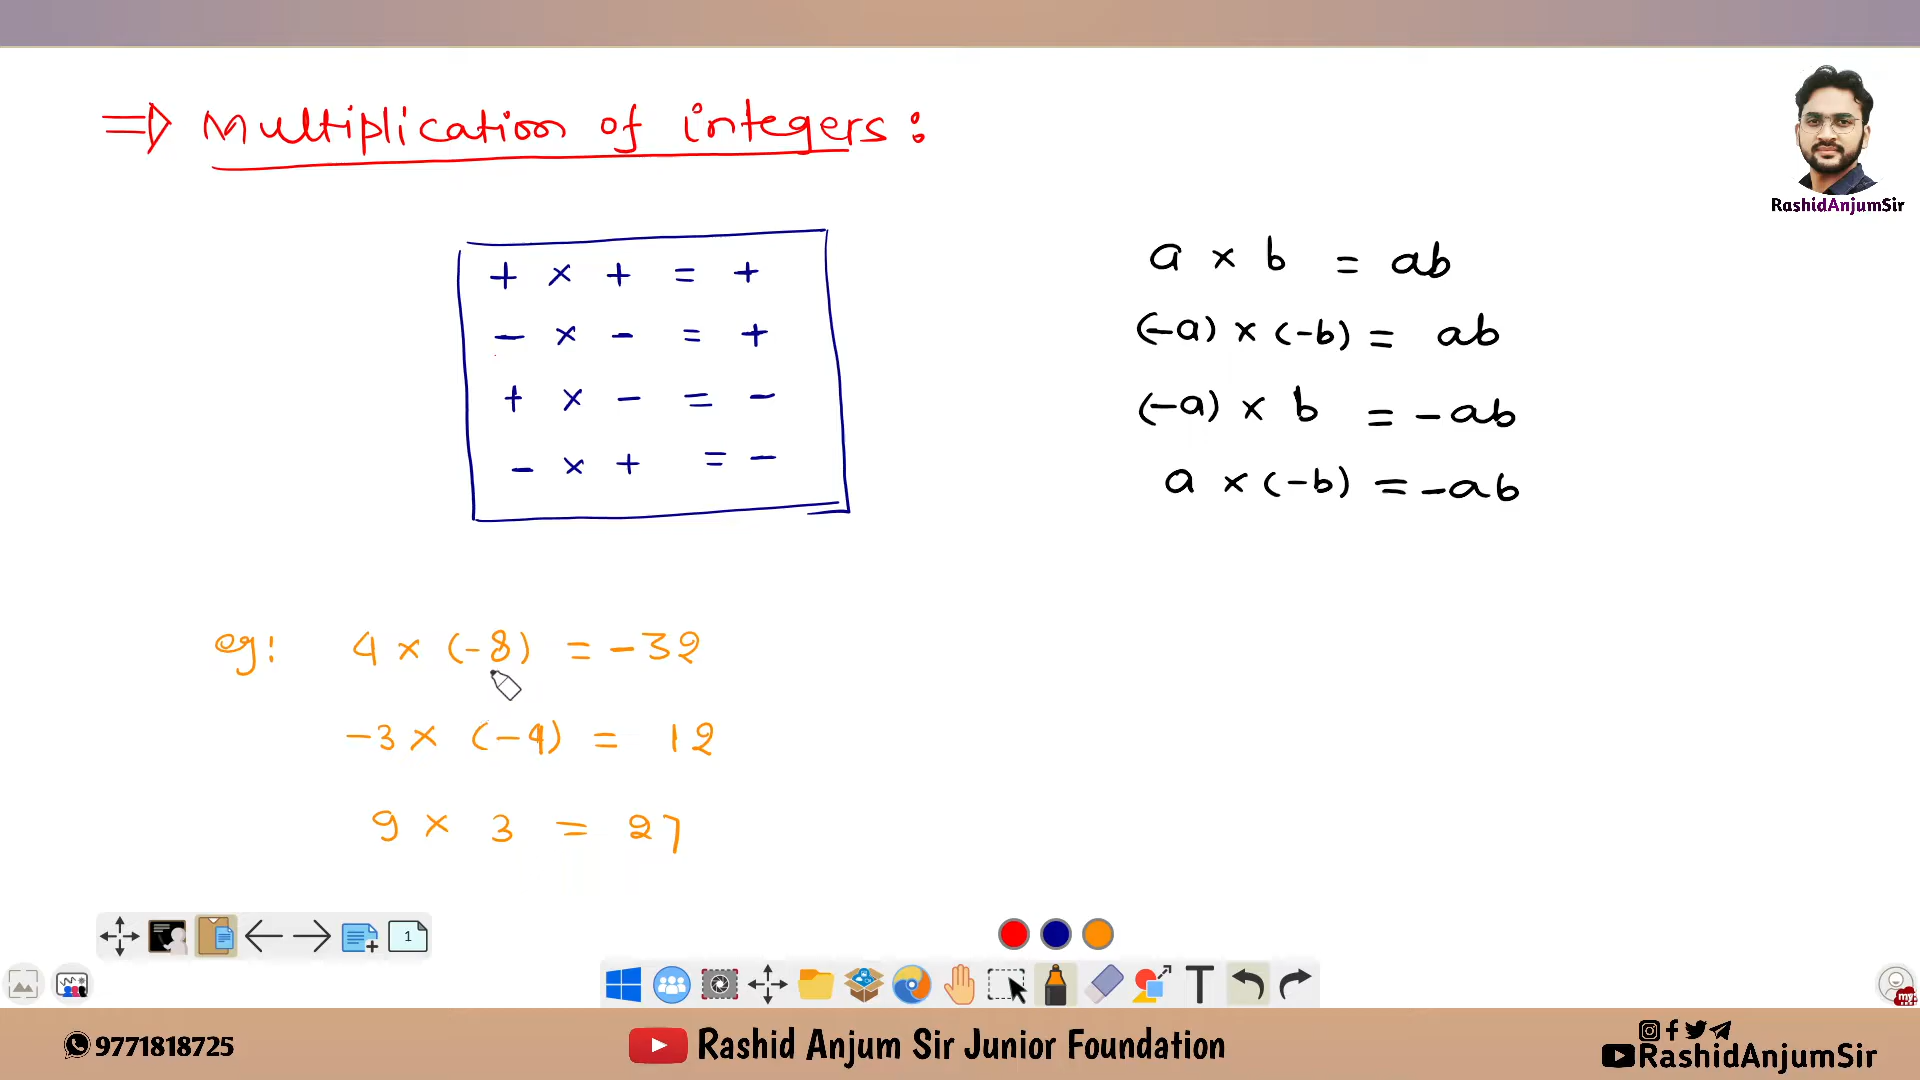 ⇒ Multiplication of integers:
RashidAnjumSir
+ × + = +
- × - = +
+ × - = -
- × + = -
a × b = ab
(-a) × (-b) = ab
(-a) × b = -ab
a × (-b) = -ab
eg: 4 × (-8) = -32
-3 × (-4) = 12
9 × 3 = 27
1
T
9771818725
Rashid Anjum Sir Junior Foundation
RashidAnjumSir